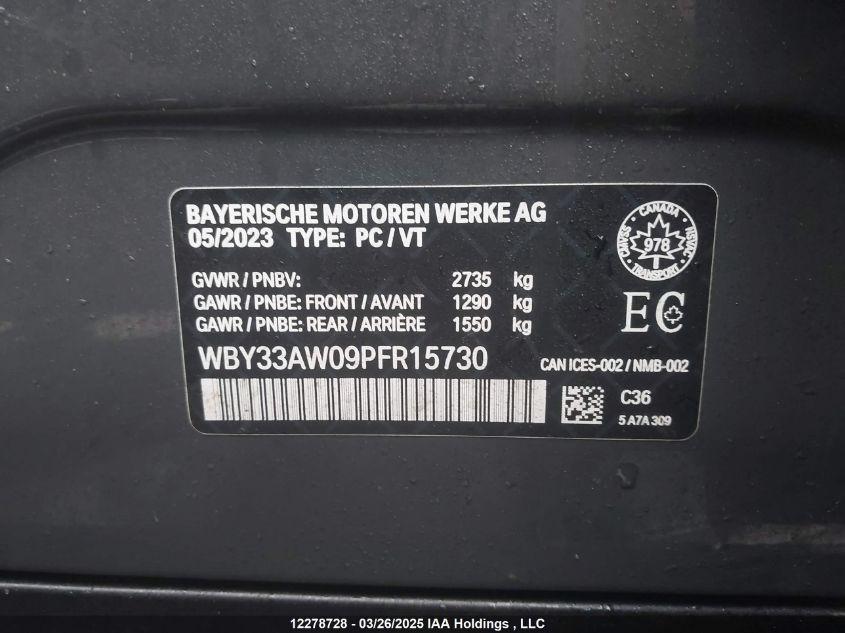 BAYERISCHE MOTOREN WERKE AG
05/2023 TYPE: PC / VT
GVWR / PNBV: 2735 kg
GAWR / PNBE: FRONT / AVANT 1290 kg
GAWR / PNBE: REAR / ARRIÈRE 1550 kg
CANADA
SVAMC NSVAC
978
TRANSPORT
EC
WBY33AW09PFR15730
CAN ICES-002 / NMB-002
C36
5 A7A 309
12278728 - 03/26/2025 IAA Holdings , LLC